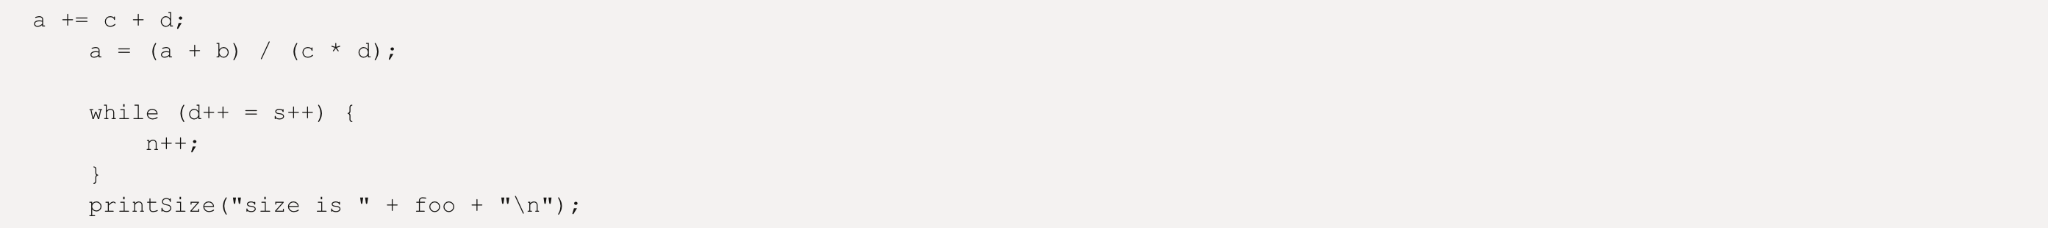 a += c + d;
    a = (a + b) / (c * d);

    while (d++ = s++) {
        n++;
    }
    printSize("size is " + foo + "\n");